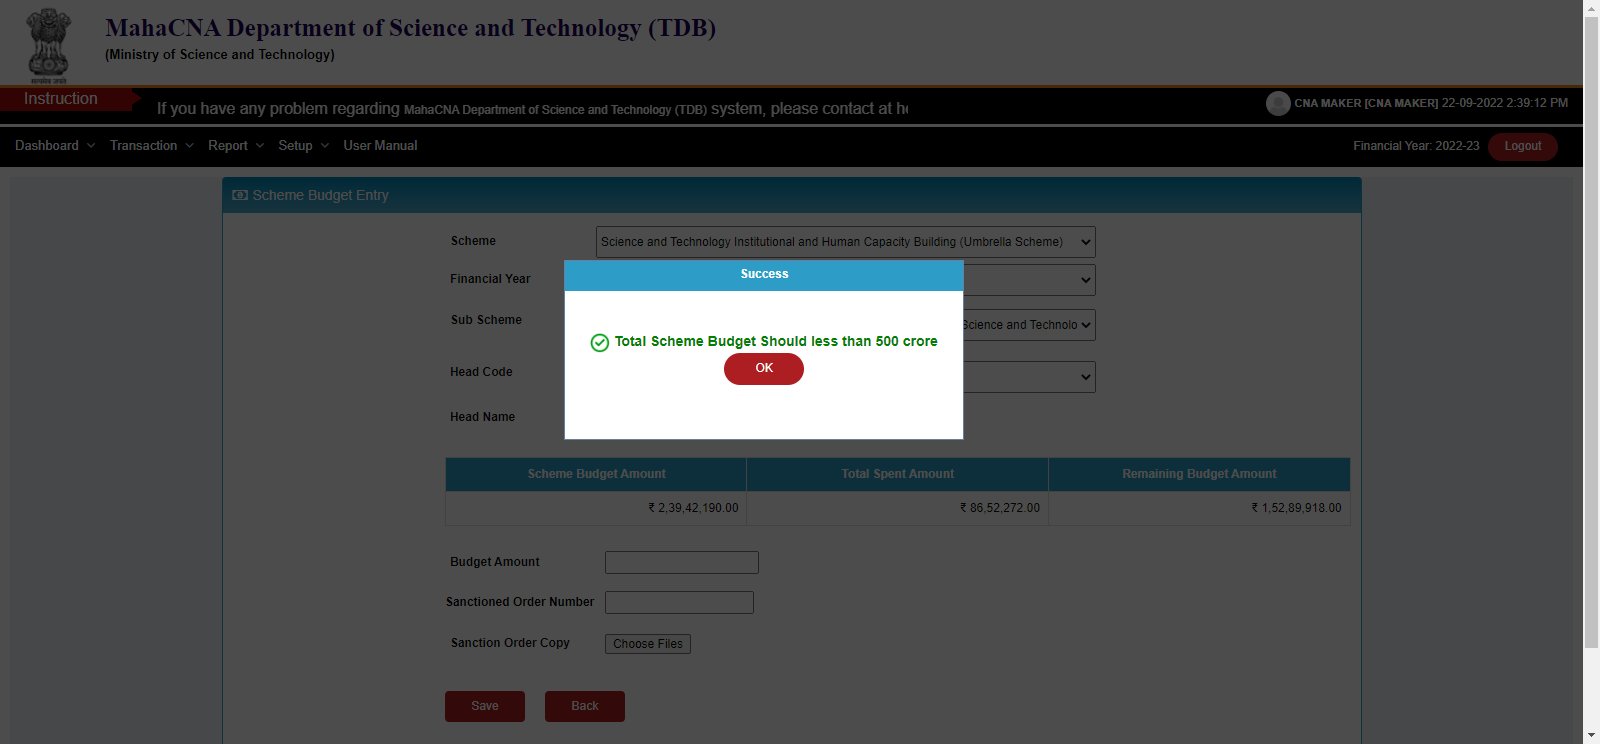 MahaCNA Department of Science and Technology (TDB)
(Ministry of Science and Technology)
सत्यमेव जयते
Instruction
If you have any problem regarding MahaCNA Department of Science and Technology (TDB) system, please contact at he
CNA MAKER [CNA MAKER] 22-09-2022 2:39:12 PM
Dashboard Transaction Report Setup User Manual
Financial Year: 2022-23 Logout
Scheme Budget Entry
Scheme Science and Technology Institutional and Human Capacity Building (Umbrella Scheme)
Success
Financial Year
Sub Scheme Science and Technolo
Total Scheme Budget Should less than 500 crore
OK
Head Code
Head Name
Scheme Budget Amount Total Spent Amount Remaining Budget Amount
₹ 2,39,42,190.00 ₹ 86,52,272.00 ₹ 1,52,89,918.00
Budget Amount
Sanctioned Order Number
Sanction Order Copy Choose Files
Save Back